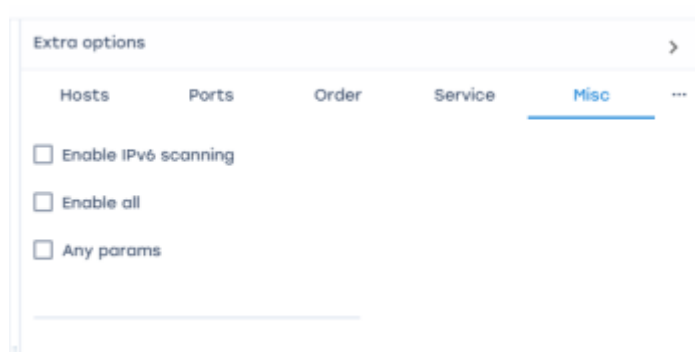 Extra options
Hosts Ports Order Service Misc ...
Enable IPv6 scanning
Enable all
Any params